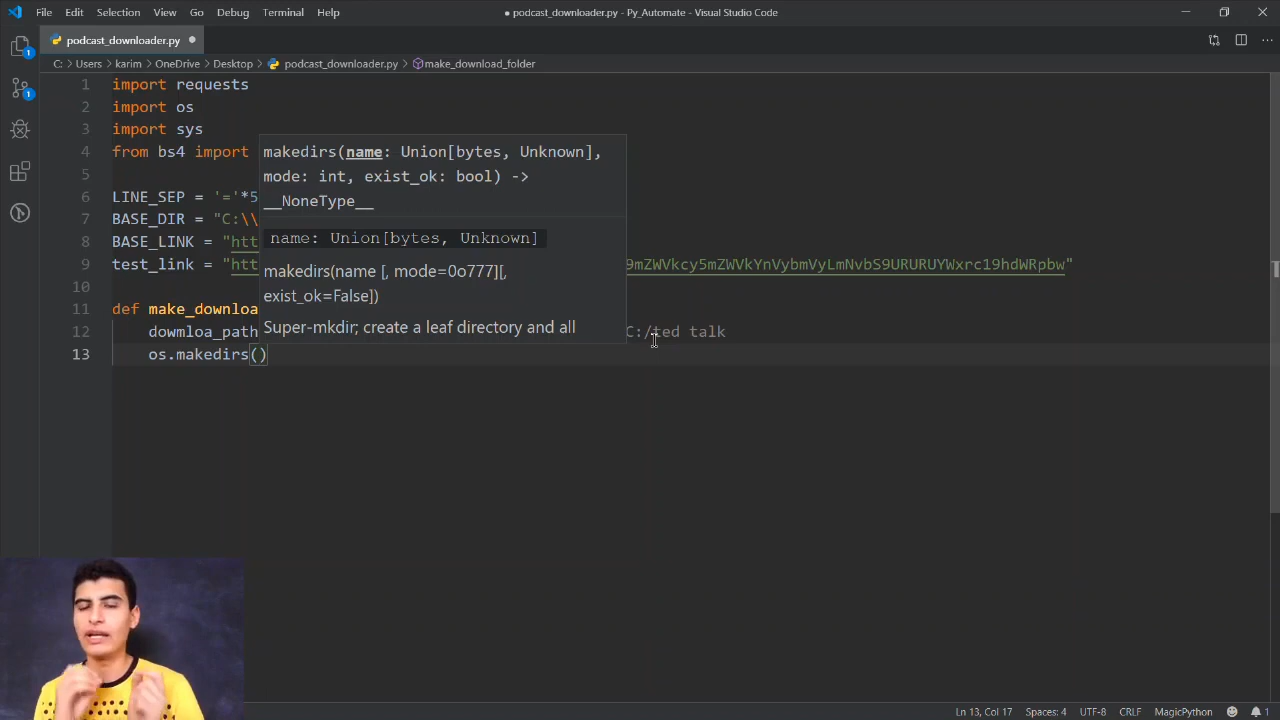 File Edit Selection View Go Debug Terminal Help ● podcast_downloader.py - Py_Automate - Visual Studio Code
podcast_downloader.py
C: > Users > karim > OneDrive > Desktop > podcast_downloader.py > make_download_folder
1 import requests
2 import os
3 import sys
4 from bs4 import
5
6 LINE_SEP = '='*5
7 BASE_DIR = "C:\\
8 BASE_LINK = "htt
9 test_link = "htt 9mZWVkcy5mZWVkYnVybmVyLmNvbS9URURUYWxrc19hdWRpbw"
10
11 def make_downloa
12 dowmloa_path C:/ted talk
13 os.makedirs()
makedirs(name: Union[bytes, Unknown],
mode: int, exist_ok: bool) ->
__NoneType__
name: Union[bytes, Unknown]
makedirs(name [, mode=0o777][,
exist_ok=False])
Super-mkdir; create a leaf directory and all
1
1
Ln 13, Col 17 Spaces: 4 UTF-8 CRLF MagicPython 1